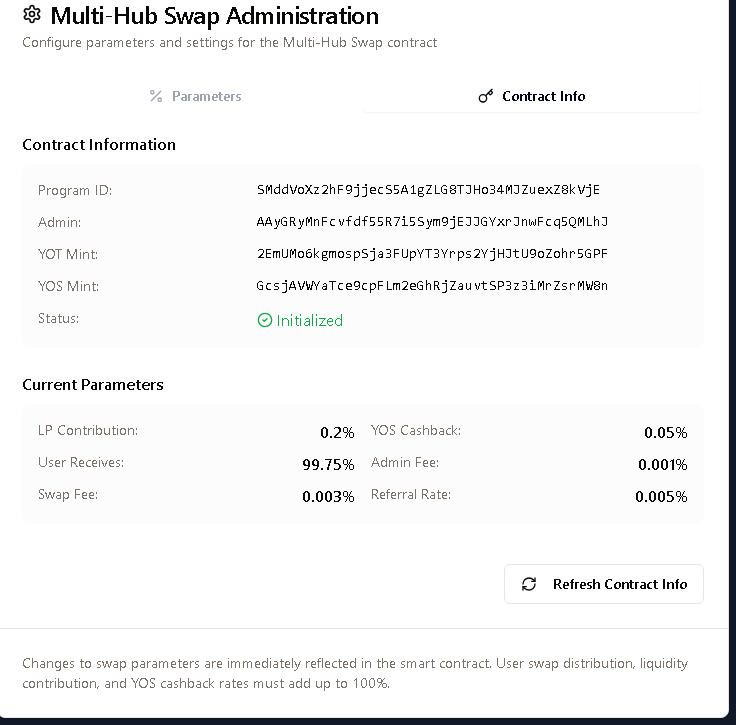 Multi-Hub Swap Administration
Configure parameters and settings for the Multi-Hub Swap contract
Parameters
Contract Info
Contract Information
Program ID: SMddVoXz2hF9jjecS5A1gZLG8TJHo34MJZuexZ8kVjE
Admin: AAyGRyMnFcvfdf55R7i5Sym9jEJJGYxrJnwFcq5QMLhJ
YOT Mint: 2EmUMo6kgmospSja3FUpYT3Yrps2YjHJtU9oZohr5GPF
YOS Mint: GcsjAVWYaTce9cpFLm2eGhRjZauvtSP3z3iMrZsrMW8n
Status: Initialized
Current Parameters
LP Contribution: 0.2% YOS Cashback: 0.05%
User Receives: 99.75% Admin Fee: 0.001%
Swap Fee: 0.003% Referral Rate: 0.005%
Refresh Contract Info
Changes to swap parameters are immediately reflected in the smart contract. User swap distribution, liquidity
contribution, and YOS cashback rates must add up to 100%.